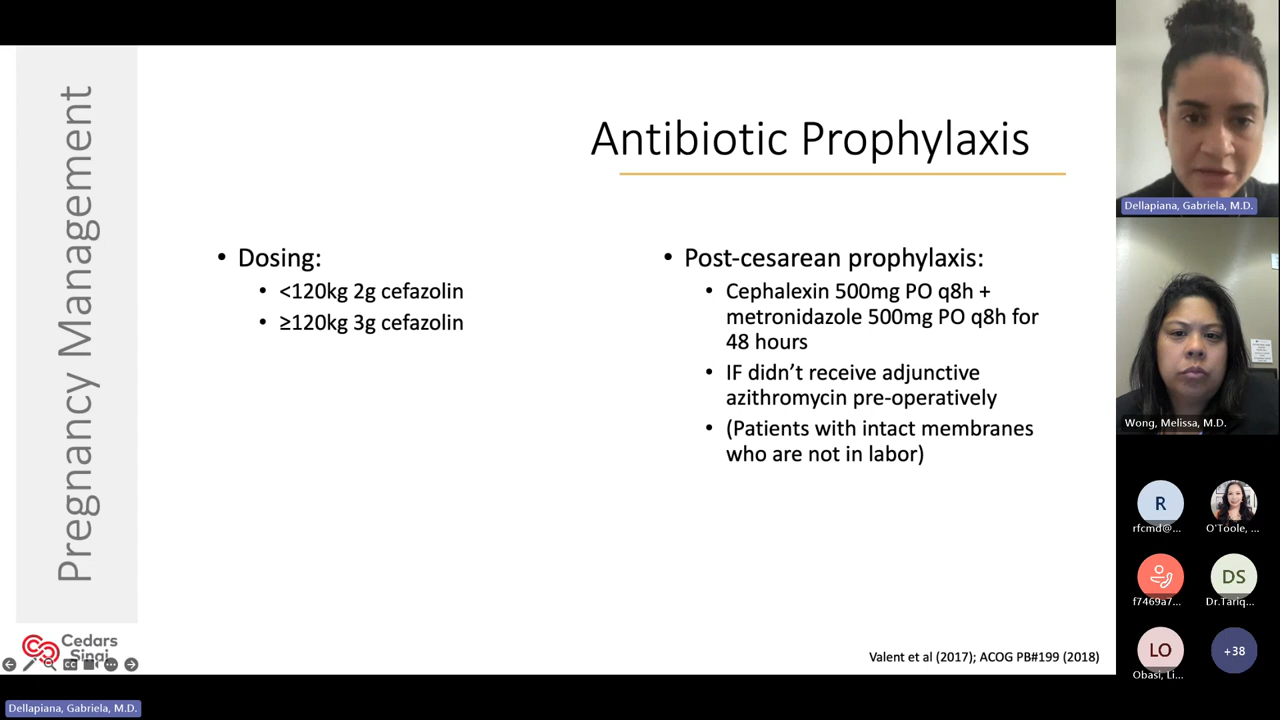 Pregnancy Management
Antibiotic Prophylaxis
• Dosing:
• <120kg 2g cefazolin
• ≥120kg 3g cefazolin
• Post-cesarean prophylaxis:
• Cephalexin 500mg PO q8h +
metronidazole 500mg PO q8h for
48 hours
• IF didn’t receive adjunctive
azithromycin pre-operatively
• (Patients with intact membranes
who are not in labor)
Cedars
Sinai
CC
Valent et al (2017); ACOG PB#199 (2018)
Dellapiana, Gabriela, M.D.
Wong, Melissa, M.D.
R
rfcmd@...
O'Toole, ...
f7469a7...
DS
Dr.Tariq...
LO
Obasi, Li...
+38
Dellapiana, Gabriela, M.D.